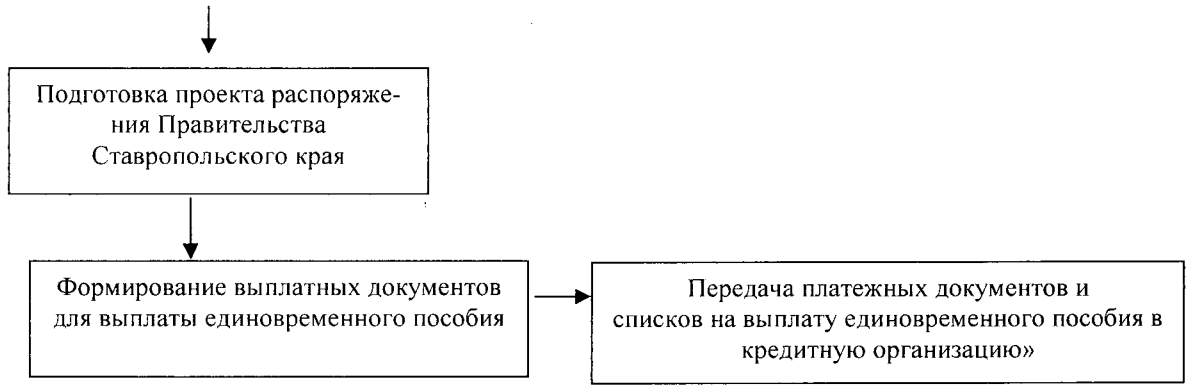 Подготовка проекта распоряже-
ния Правительства
Ставропольского края
Формирование выплатных документов
для выплаты единовременного пособия
Передача платежных документов и
списков на выплату единовременного пособия в
кредитную организацию»